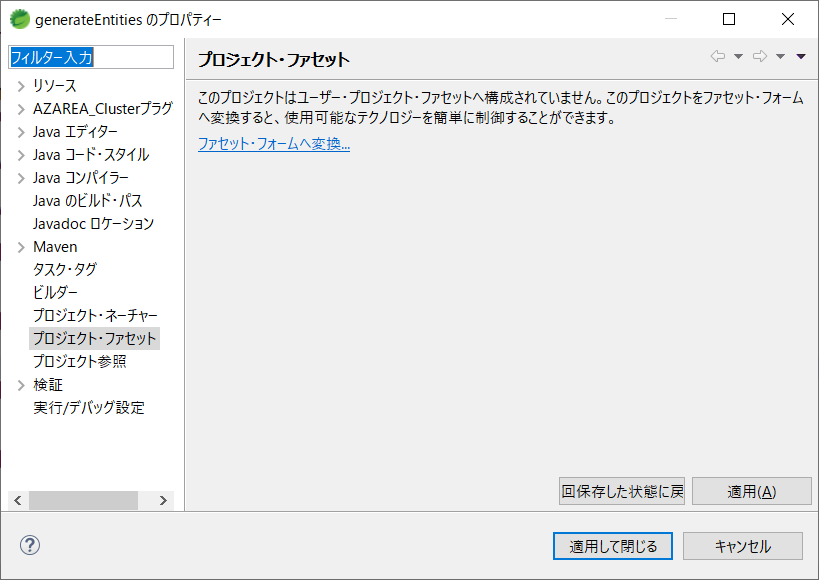 generateEntities のプロパティー
フィルター入力
リソース
AZAREA_Clusterプラグ
Java エディター
Java コード・スタイル
Java コンパイラー
Java のビルド・パス
Javadoc ロケーション
Maven
タスク・タグ
ビルダー
プロジェクト・ネーチャー
プロジェクト・ファセット
プロジェクト参照
検証
実行/デバッグ設定
プロジェクト・ファセット
このプロジェクトはユーザー・プロジェクト・ファセットへ構成されていません。このプロジェクトをファセット・フォーム
へ変換すると、使用可能なテクノロジーを簡単に制御することができます。
ファセット・フォームへ変換...
回保存した状態に戻
適用(A)
適用して閉じる
キャンセル